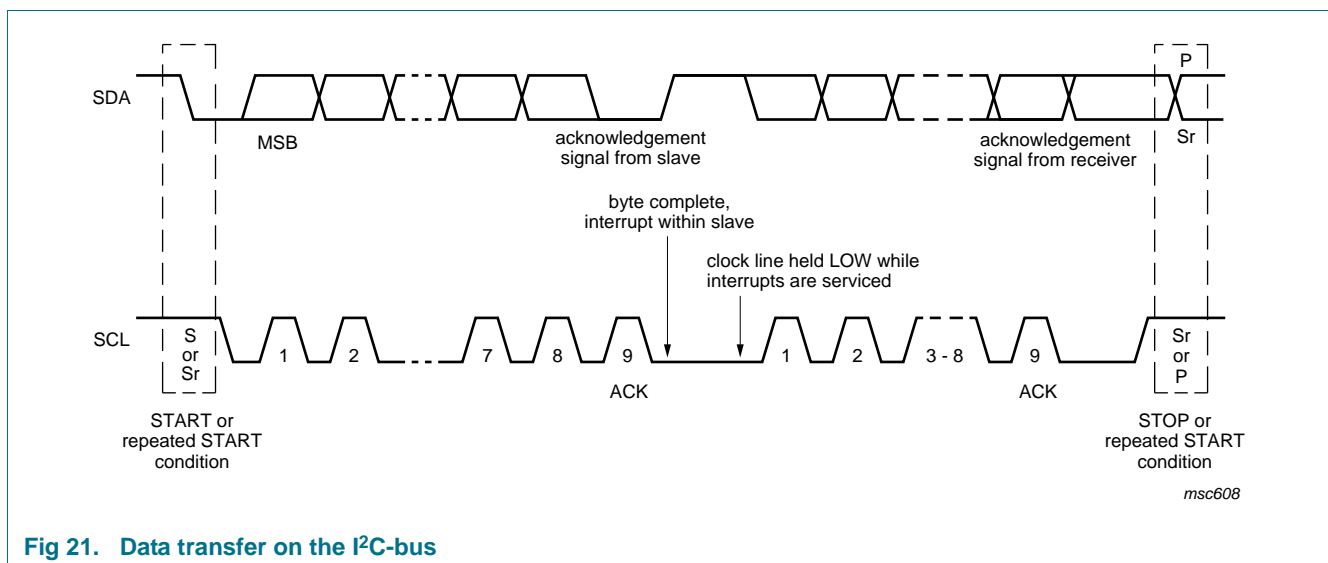 P
SDA
MSB
acknowledgement
signal from slave
acknowledgement
signal from receiver
Sr
byte complete,
interrupt within slave
clock line held LOW while
interrupts are serviced
SCL
S
or
Sr
1
2
7
8
9
1
2
3 - 8
9
Sr
or
P
ACK
ACK
START or
repeated START
condition
STOP or
repeated START
condition
msc608
Fig 21. Data transfer on the I²C-bus